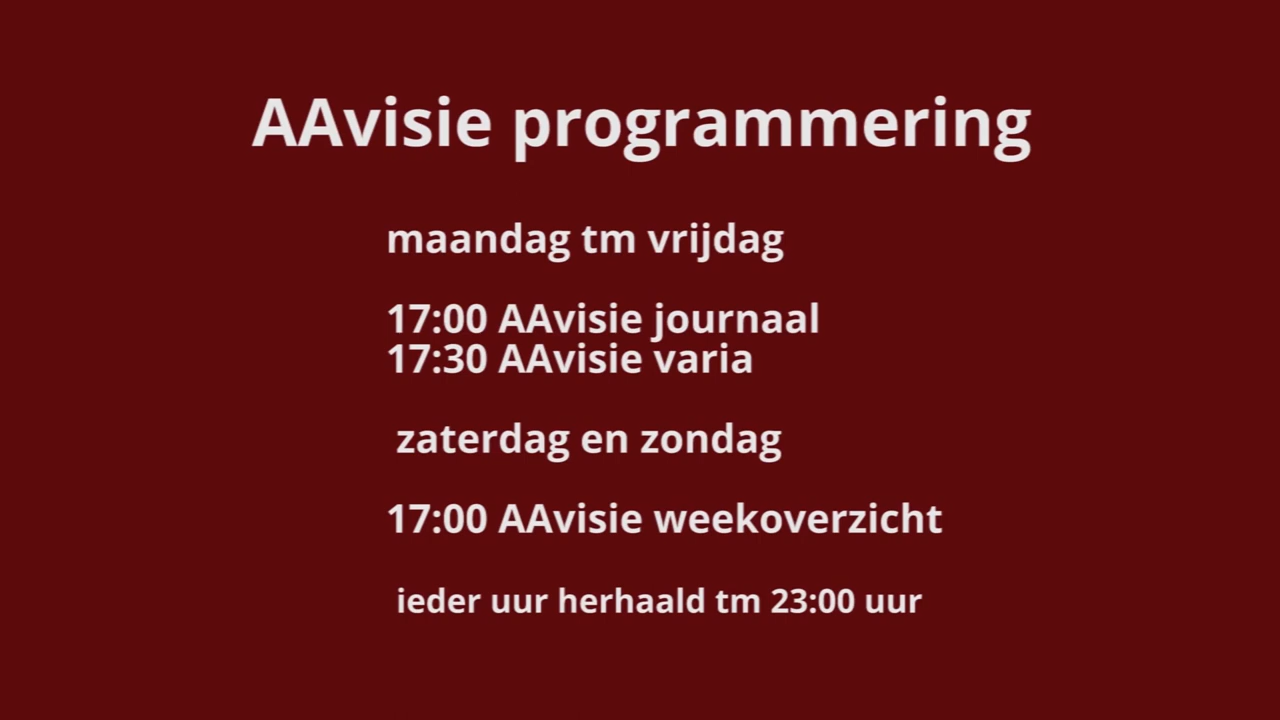 AAvisie programmering
maandag tm vrijdag
17:00 AAvisie journaal
17:30 AAvisie varia
zaterdag en zondag
17:00 AAvisie weekoverzicht
ieder uur herhaald tm 23:00 uur